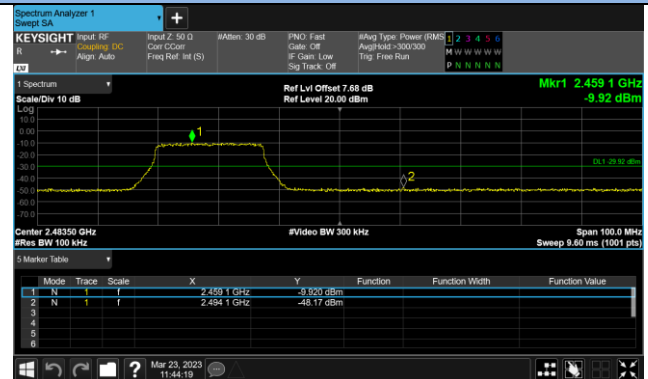 Spectrum Analyzer 1
Swept SA
+
KEYSIGHT Input: RF Input Z: 50 Ω #Atten: 30 dB PNO: Fast #Avg Type: Power (RMS 1 2 3 4 5 6
R Coupling: DC Corr CCorr Gate: Off Avg|Hold:>300/300 M W W W W W
Align: Auto Freq Ref: Int (S) IF Gain: Low Trig: Free Run
LXI Sig Track: Off P N N N N N
1 Spectrum Ref Lvl Offset 7.68 dB Mkr1 2.459 1 GHz
Scale/Div 10 dB Ref Level 20.00 dBm -9.92 dBm
Log
10.0
0.00
-10.0
-20.0
-30.0
-40.0
-50.0
-60.0
-70.0
1
DL1 -29.92 dBm
2
Center 2.48350 GHz #Video BW 300 kHz Span 100.0 MHz
#Res BW 100 kHz Sweep 9.60 ms (1001 pts)
5 Marker Table
Mode Trace Scale X Y Function Function Width Function Value
1 N 1 f 2.459 1 GHz -9.920 dBm
2 N 1 f 2.494 1 GHz -48.17 dBm
3
4
5
6
? Mar 23, 2023
11:44:19